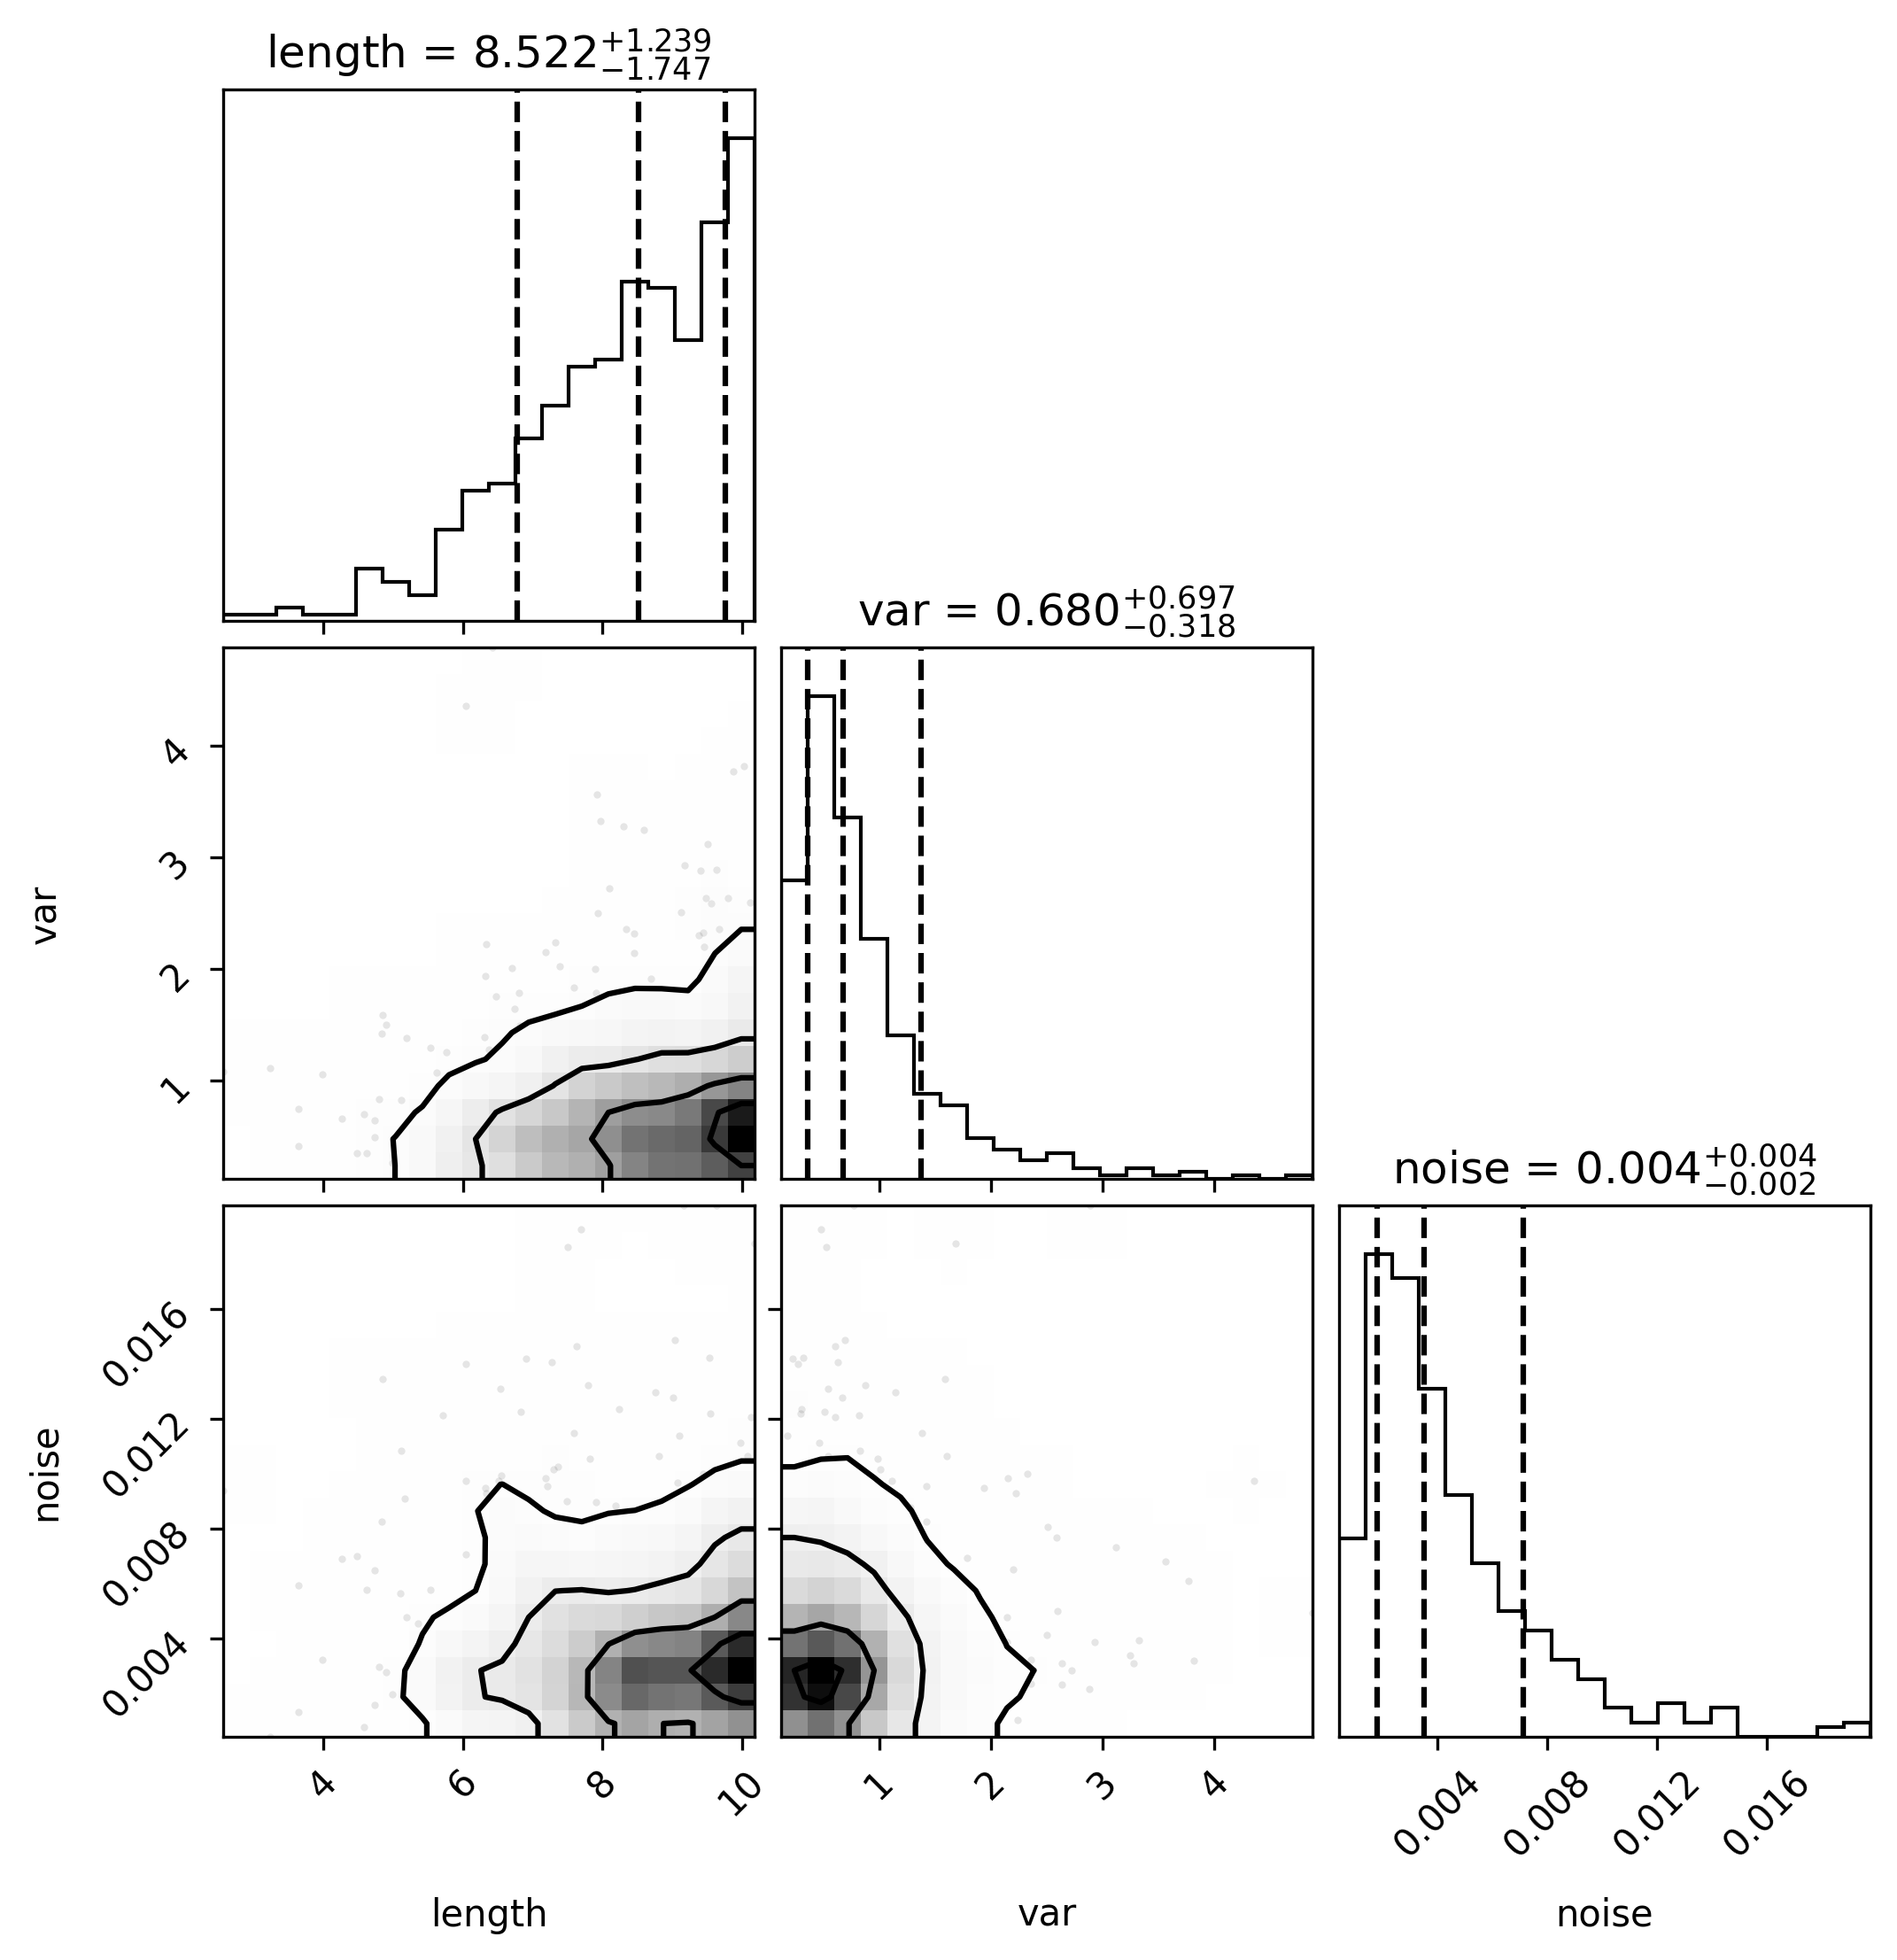 length = 8.522 +1.239 −1.747
var = 0.680 +0.697 −0.318
4
3
2
1
var
noise = 0.004 +0.004 −0.002
0.016
0.012
0.008
0.004
noise
4 6 8 10 1 2 3 4 0.004 0.008 0.012 0.016
length var noise